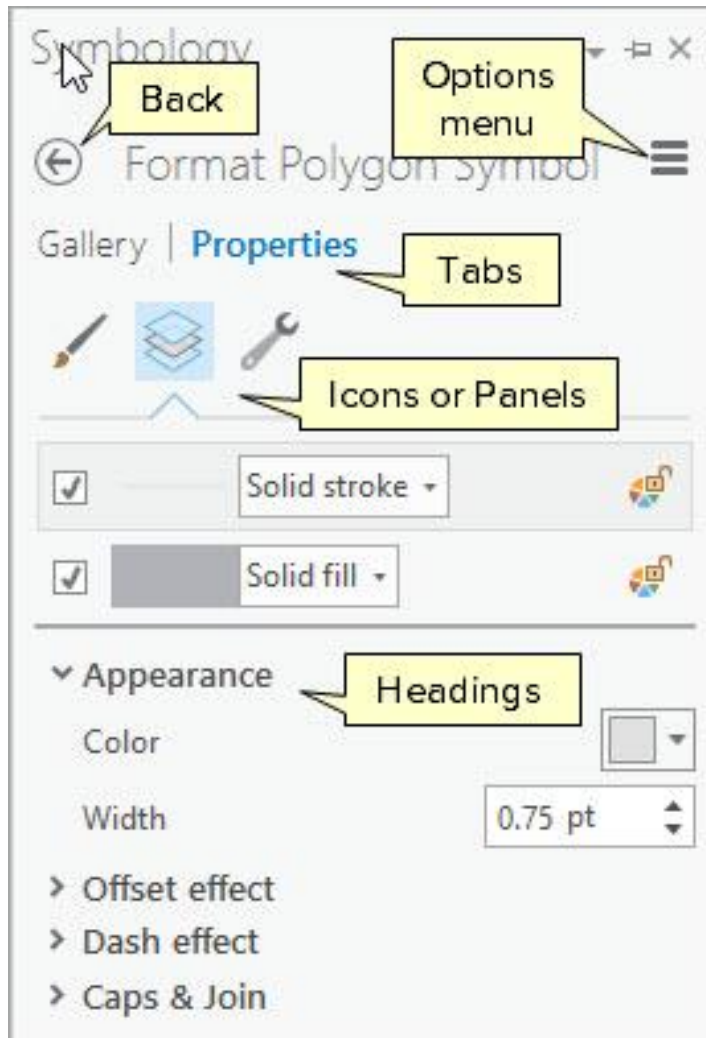 Symbology
Back
Options
menu
Format Polygon Symbol
Gallery | Properties
Tabs
Icons or Panels
Solid stroke
Solid fill
Appearance
Headings
Color
Width
0.75 pt
Offset effect
Dash effect
Caps & Join